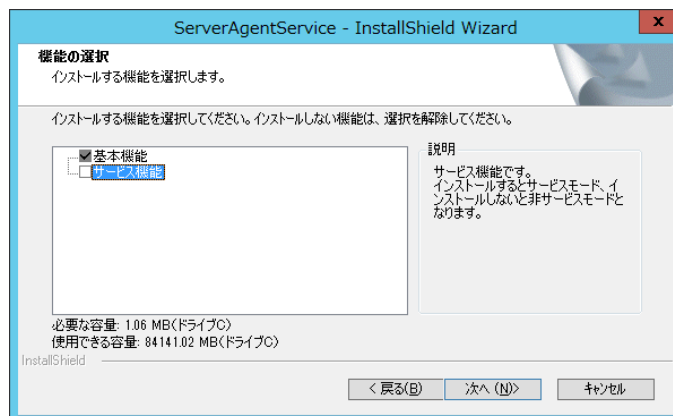 ServerAgentService - InstallShield Wizard
x
機能の選択
インストールする機能を選択します。
インストールする機能を選択してください。インストールしない機能は、選択を解除してください。
基本機能
サービス機能
説明
サービス機能です。
インストールするとサービスモード、イ
ンストールしないと非サービスモードと
なります。
必要な容量: 1.06 MB(ドライブC)
使用できる容量: 84141.02 MB(ドライブC)
InstallShield
< 戻る(B)
次へ (N)>
キャンセル